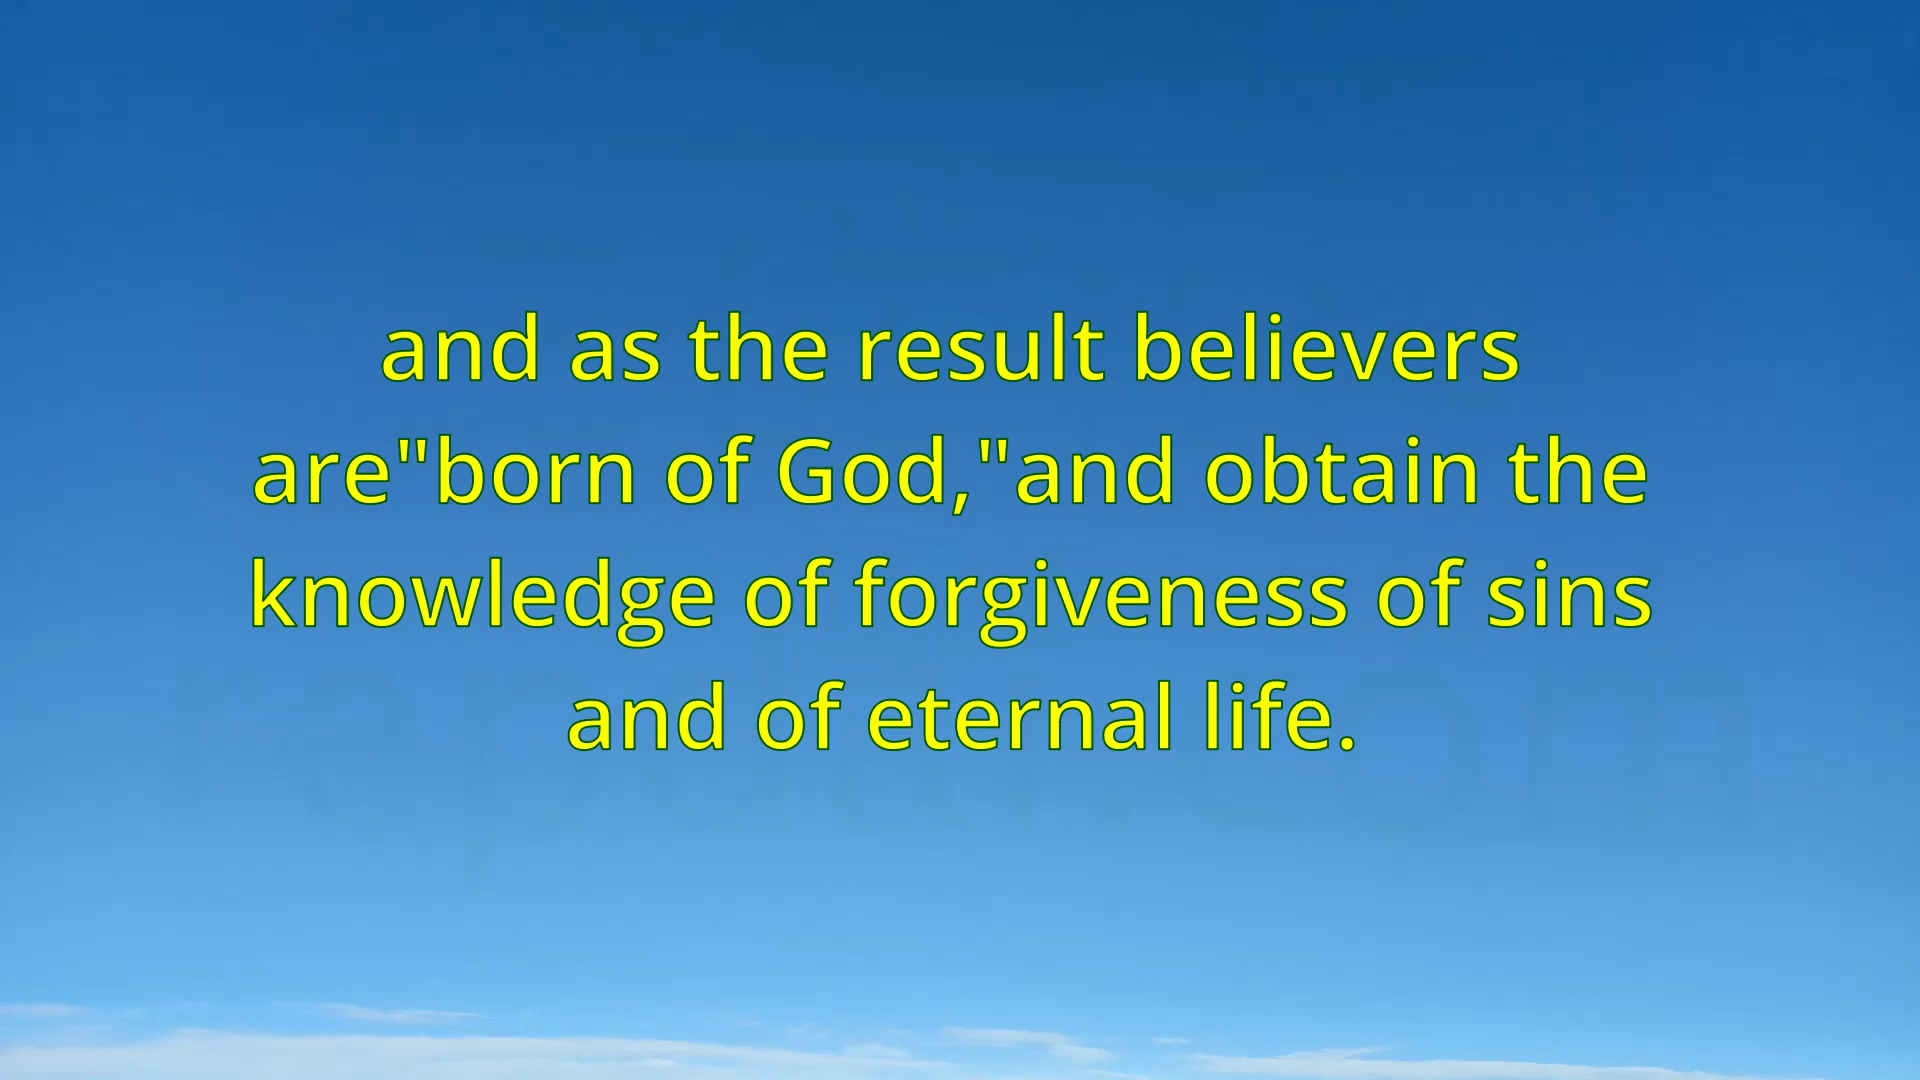 and as the result believers
are"born of God,"and obtain the
knowledge of forgiveness of sins
and of eternal life.